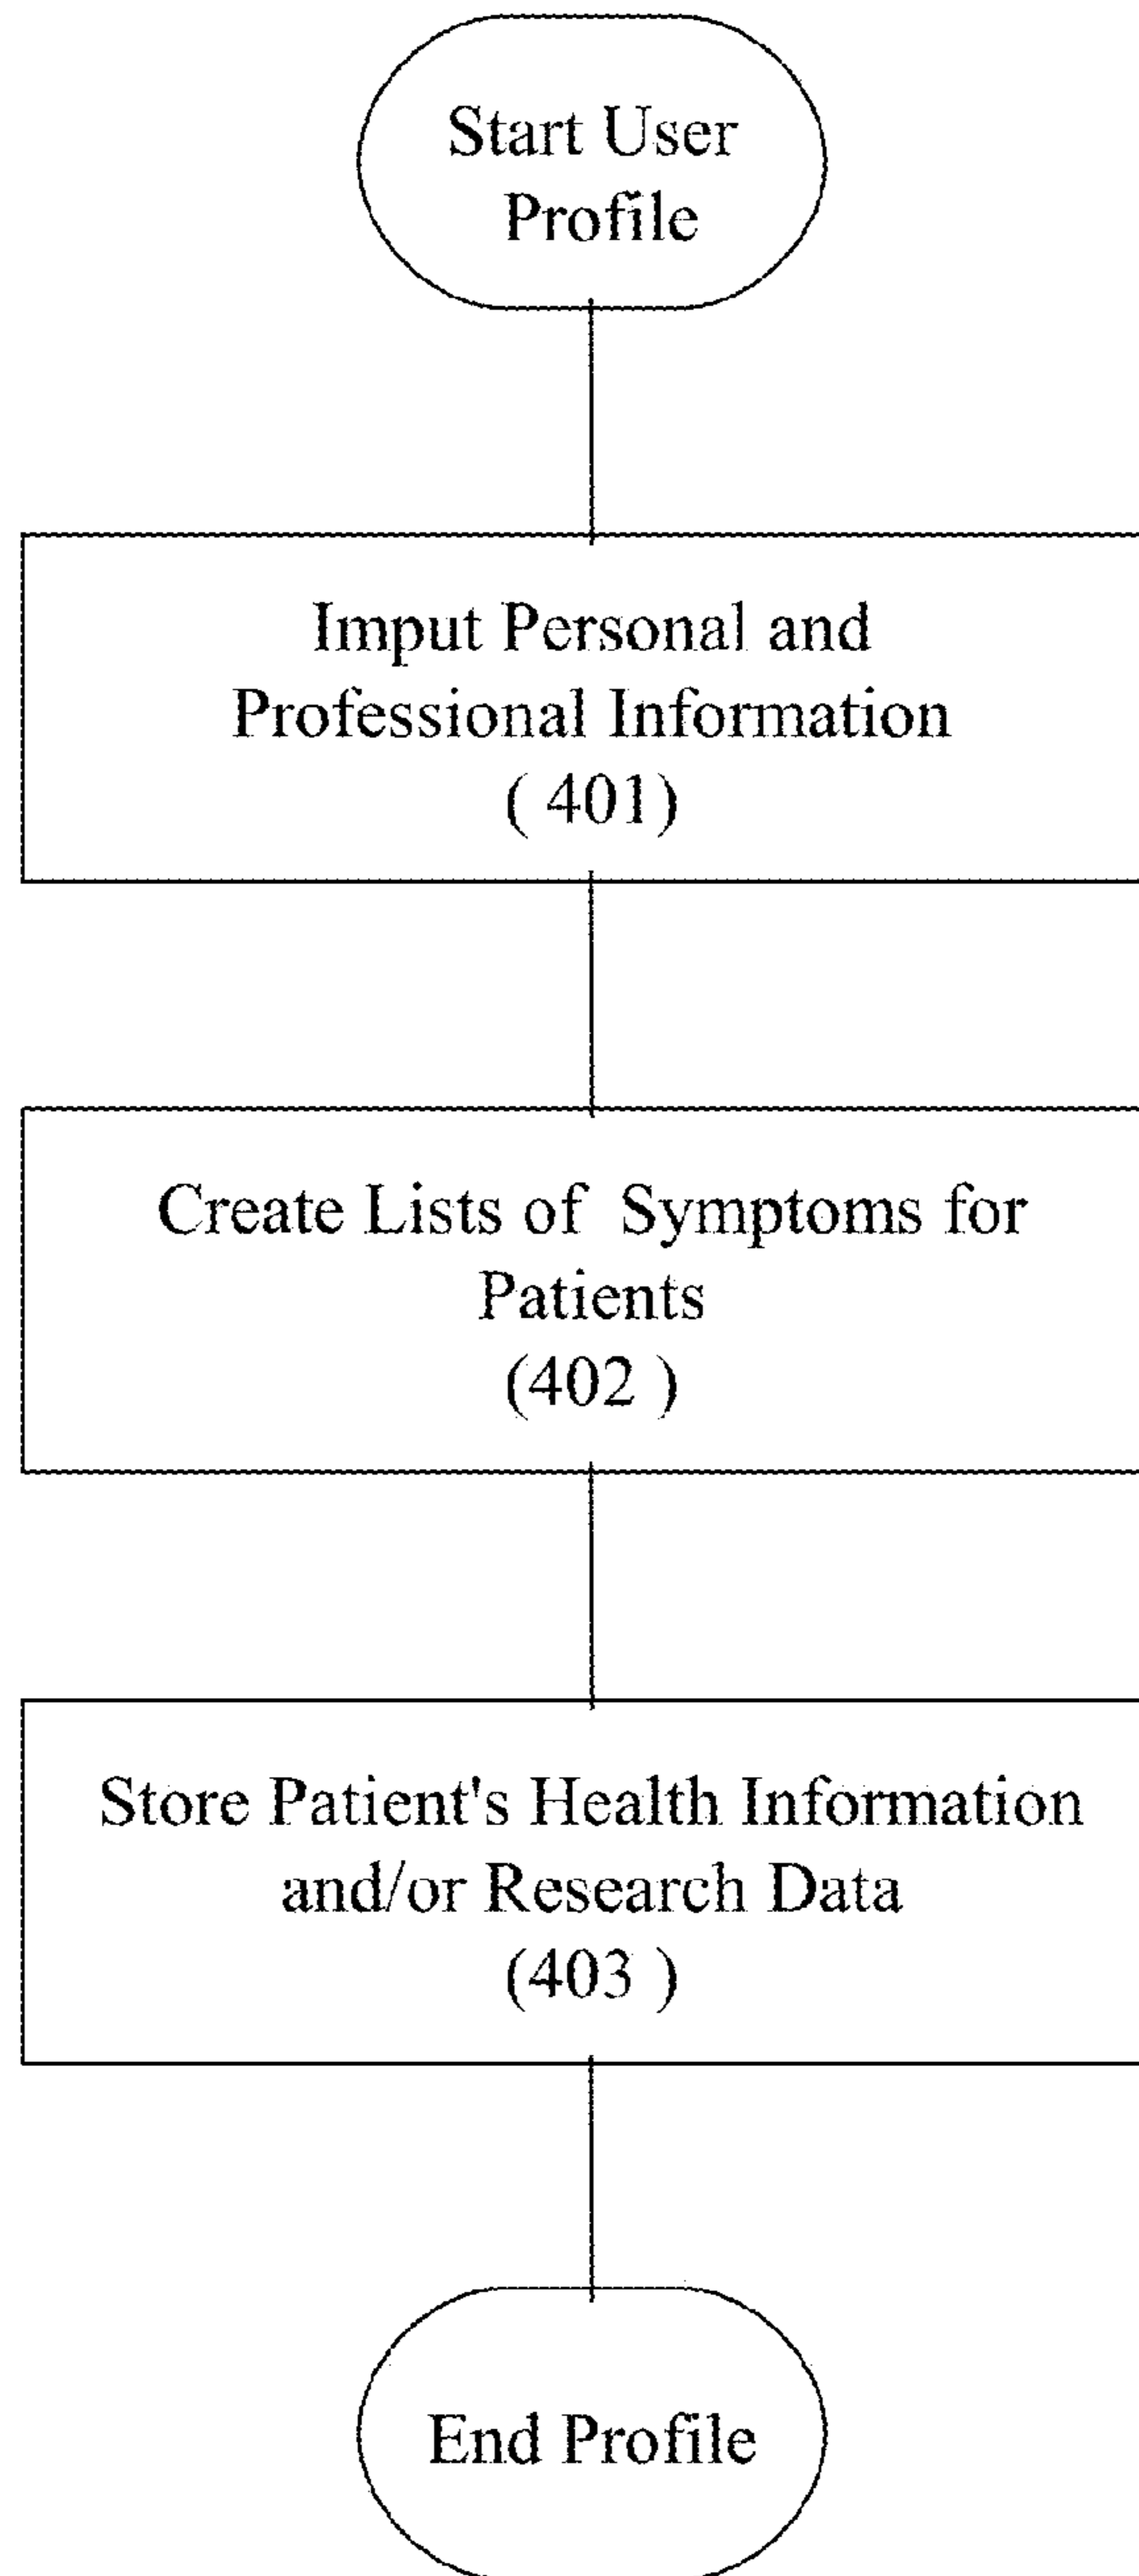 Start User
Profile
Imput Personal and
Professional Information
( 401)
Create Lists of  Symptoms for
Patients
(402 )
Store Patient's Health Information
and/or Research Data
(403 )
End Profile